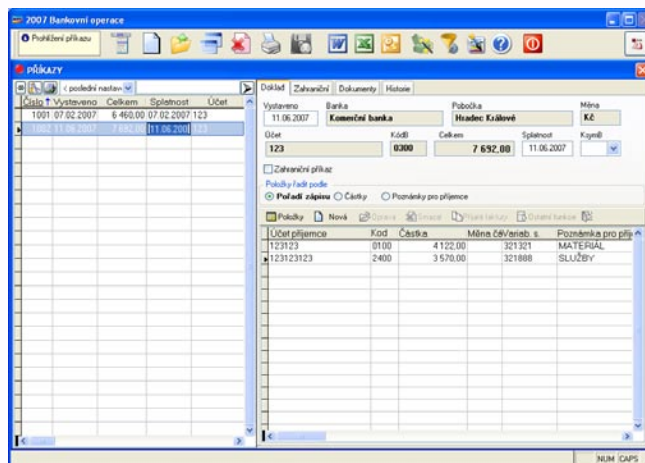 2007 Bankovní operace
Prohlížení příkazu
PŘÍKAZY
< poslední nastav
Číslo Vystaveno Celkem Splatnost Účet
1001 07.02.2007 6 460,00 07.02.2007 123
1002 11.06.2007 7 692,00 11.06.200 123
Doklad Zahraniční Dokumenty Historie
Vystaveno Banka Pobočka Měna
11.06.2007 Komerční banka Hradec Králové Kč
Účet KódB Celkem Splatnost KsymB
123 0300 7 692,00 11.06.2007
Zahraniční příkaz
Položky řadit podle
Pořadí zápisu Částky Poznámky pro příjemce
Položky Nová Oprava Smazat Ostatní funkce
Účet příjemce Kód Částka Měna čá Variab. s. Poznámka pro příje
123123 0100 4 122,00 321321 MATERIÁL
123123123 2400 3 570,00 321888 SLUŽBY
NUM CAPS